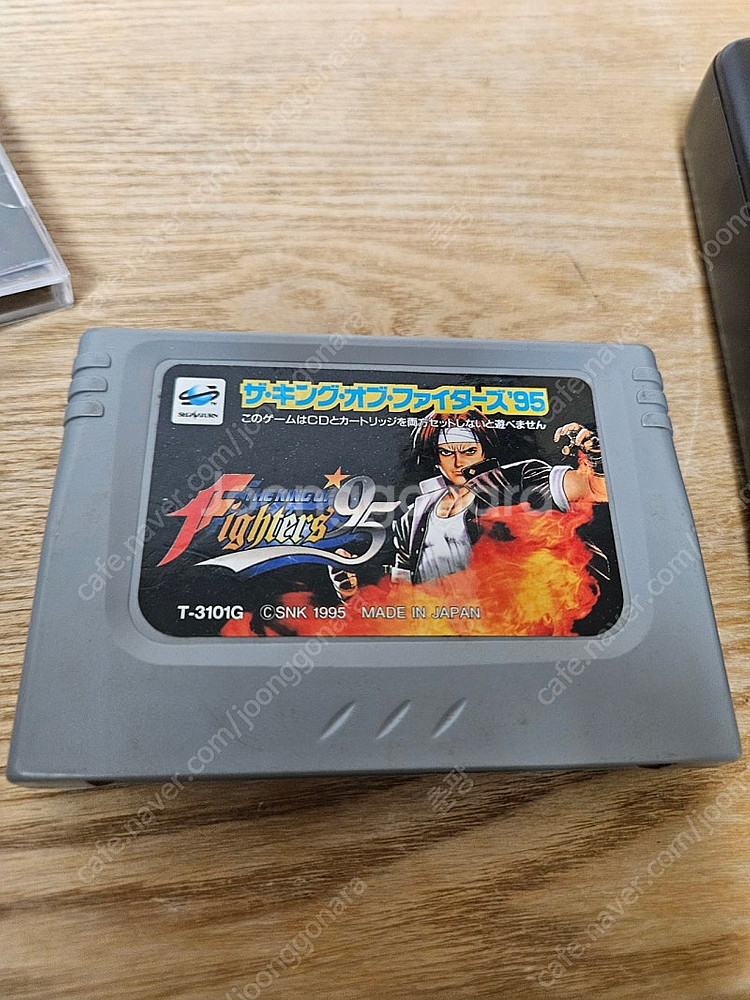 ザ・キング・オブ・ファイターズ'95
SEGA SATURN™
このゲームはCDとカートリッジを両方セットしないと遊べません
THE KING OF
Fighters'95
T-3101G ©SNK 1995 MADE IN JAPAN
joonggonara
cafe.naver.com/joonggonara